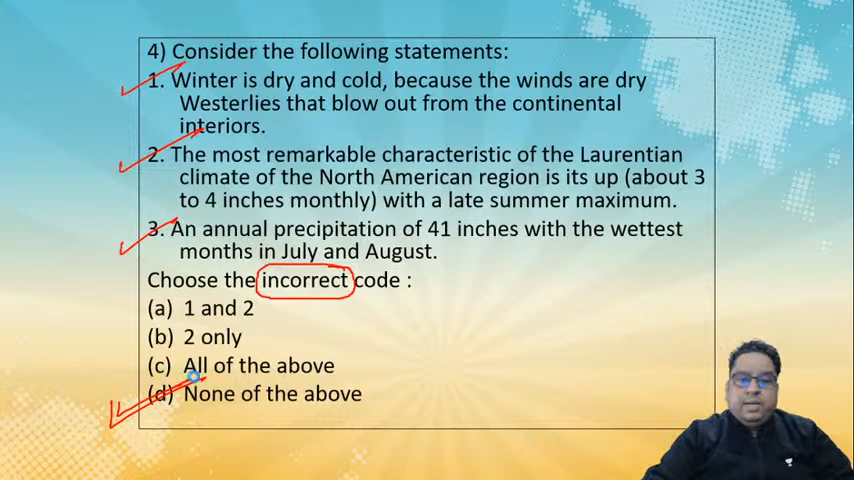 4) Consider the following statements:
1. Winter is dry and cold, because the winds are dry
Westerlies that blow out from the continental
interiors.
2. The most remarkable characteristic of the Laurentian
climate of the North American region is its up (about 3
to 4 inches monthly) with a late summer maximum.
3. An annual precipitation of 41 inches with the wettest
months in July and August.
Choose the incorrect code :
(a) 1 and 2
(b) 2 only
(c) All of the above
(d) None of the above